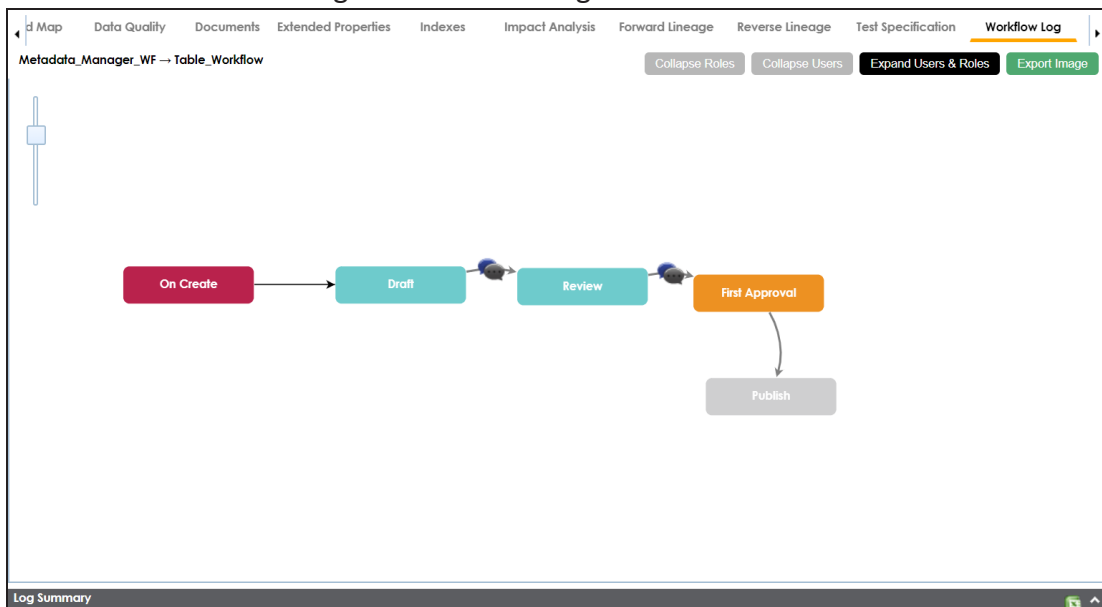 d Map Data Quality Documents Extended Properties Indexes Impact Analysis Forward Lineage Reverse Lineage Test Specification Workflow Log
Metadata_Manager_WF → Table_Workflow Collapse Roles Collapse Users Expand Users & Roles Export Image
On Create Draft Review First Approval
Publish
Log Summary